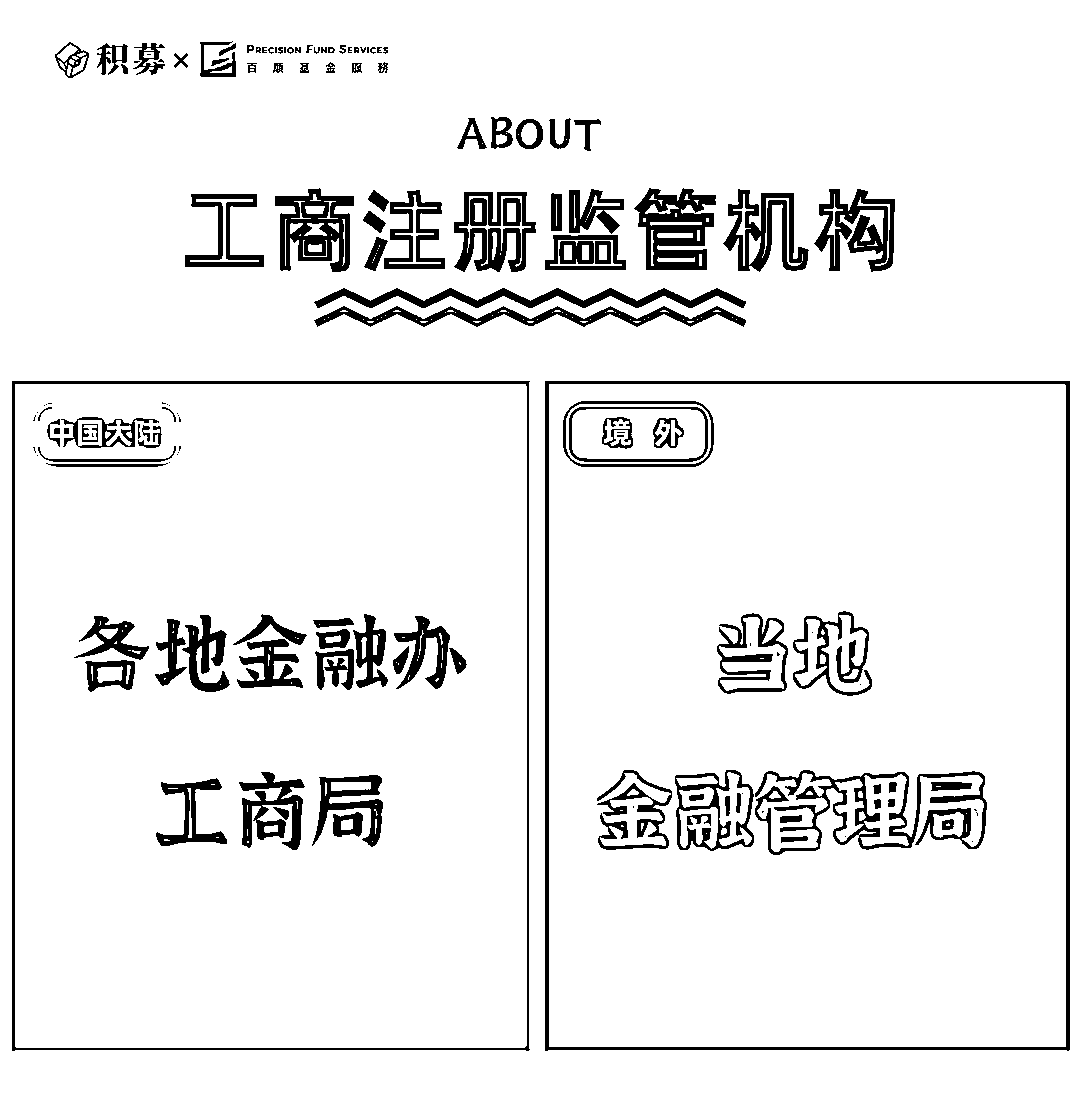 积募×PRECISION FUND SERVICES
百順基金服務
ABOUT
工商注册监管机构
中国大陆
各地金融办
工商局
境外
当地
金融管理局